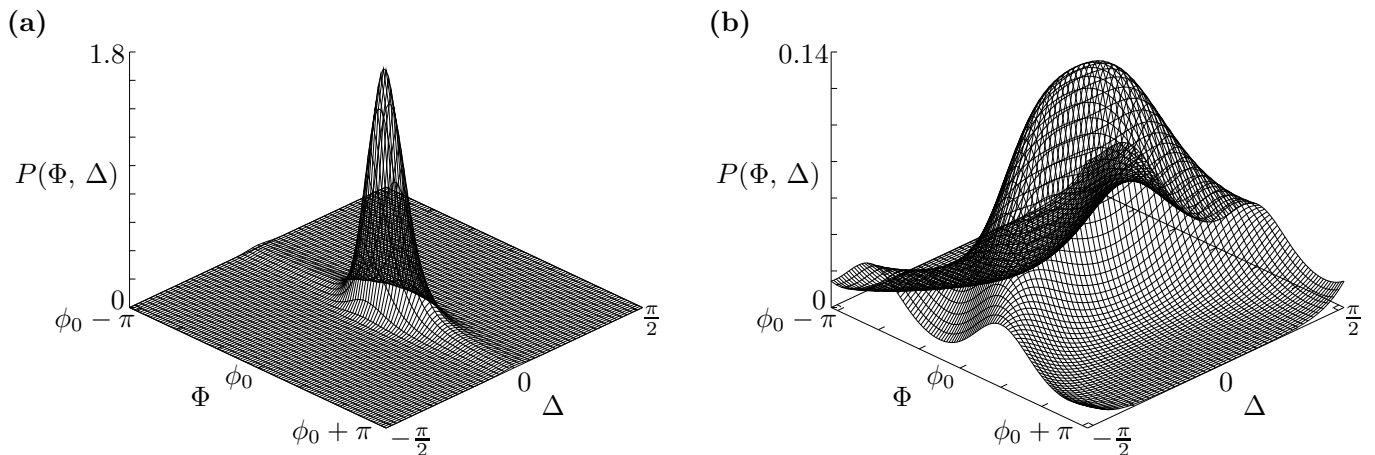 (a)
1.8
P(Φ, Δ)
0
ϕ₀ − π
ϕ₀
Φ
ϕ₀ + π
−π/2
0
Δ
π/2
(b)
0.14
P(Φ, Δ)
0
ϕ₀ − π
ϕ₀
Φ
ϕ₀ + π
−π/2
0
Δ
π/2